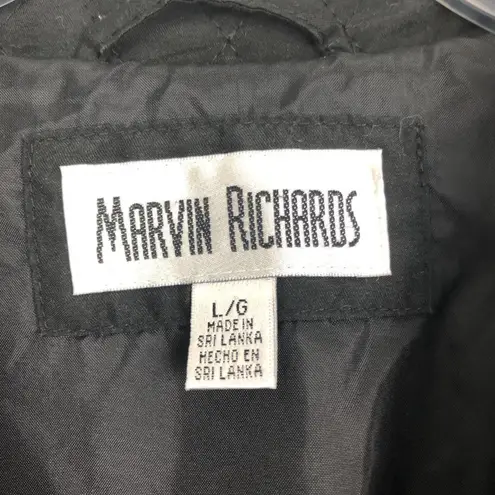 MARVIN RICHARDS
L/G
MADE IN
SRI LANKA
HECHO EN
SRI LANKA